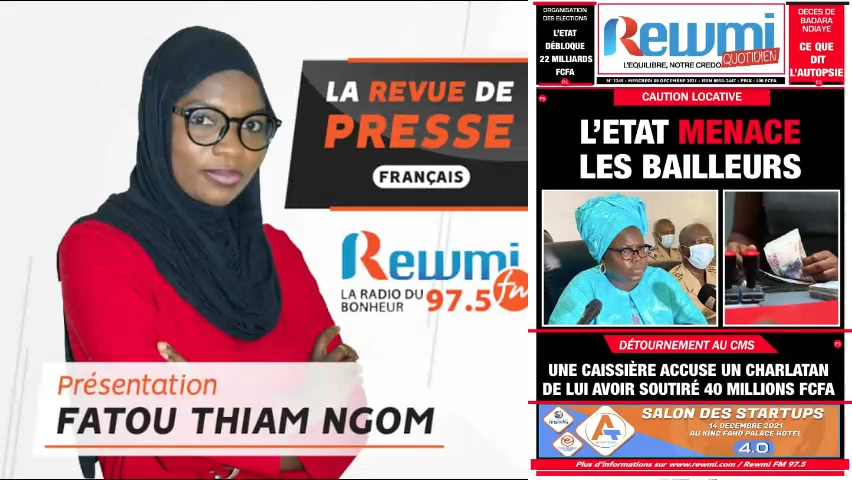 LA REVUE DE
PRESSE
FRANÇAIS
Rewmi fm
LA RADIO DU
BONHEUR 97.5
Présentation
FATOU THIAM NGOM
ORGANISATION
DES ELECTIONS
L'ETAT
DÉBLOQUE
22 MILLIARDS
FCFA
Rewmi
QUOTIDIEN
L'EQUILIBRE, NOTRE CREDO
DECES DE
BADARA
NDIAYE
CE QUE
DIT
L'AUTOPSIE
CAUTION LOCATIVE
L'ETAT MENACE
LES BAILLEURS
DÉTOURNEMENT AU CMS
UNE CAISSIÈRE ACCUSE UN CHARLATAN
DE LUI AVOIR SOUTIRÉ 40 MILLIONS FCFA
SALON DES STARTUPS
14 DECEMBRE 2021
AU KING FAHD PALACE HOTEL
4.0
Plus d'informations sur www.rewmi.com / Rewmi FM 97.5